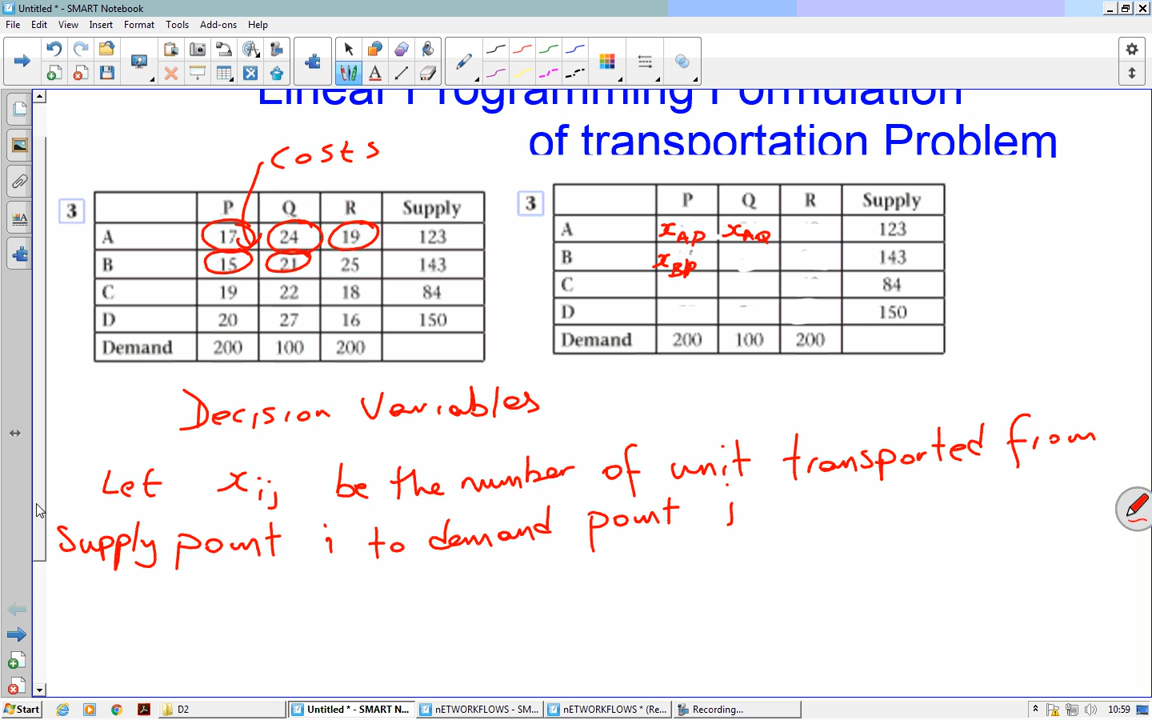 Untitled * - SMART Notebook
File Edit View Insert Format Tools Add-ons Help
Linear Programming Formulation
of transportation Problem
costs
3
P Q R Supply
A 17 24 19 123
B 15 21 25 143
C 19 22 18 84
D 20 27 16 150
Demand 200 100 200
3
P Q R Supply
A xAP xAQ 123
B xBP 143
C 84
D 150
Demand 200 100 200
Decision Variables
Let xij be the number of unit transported from
supply point i to demand point j
Start D2 Untitled * - SMART N... nETWORKFLOWS - SM... nETWORKFLOWS * (Re... Recording... 10:59